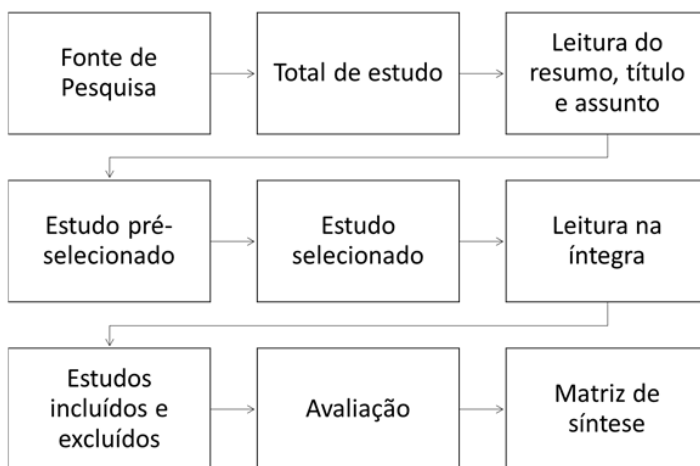 Fonte de
Pesquisa
Total de estudo
Leitura do
resumo, título
e assunto
Estudo pré-
selecionado
Estudo
selecionado
Leitura na
íntegra
Estudos
incluídos e
excluídos
Avaliação
Matriz de
síntese